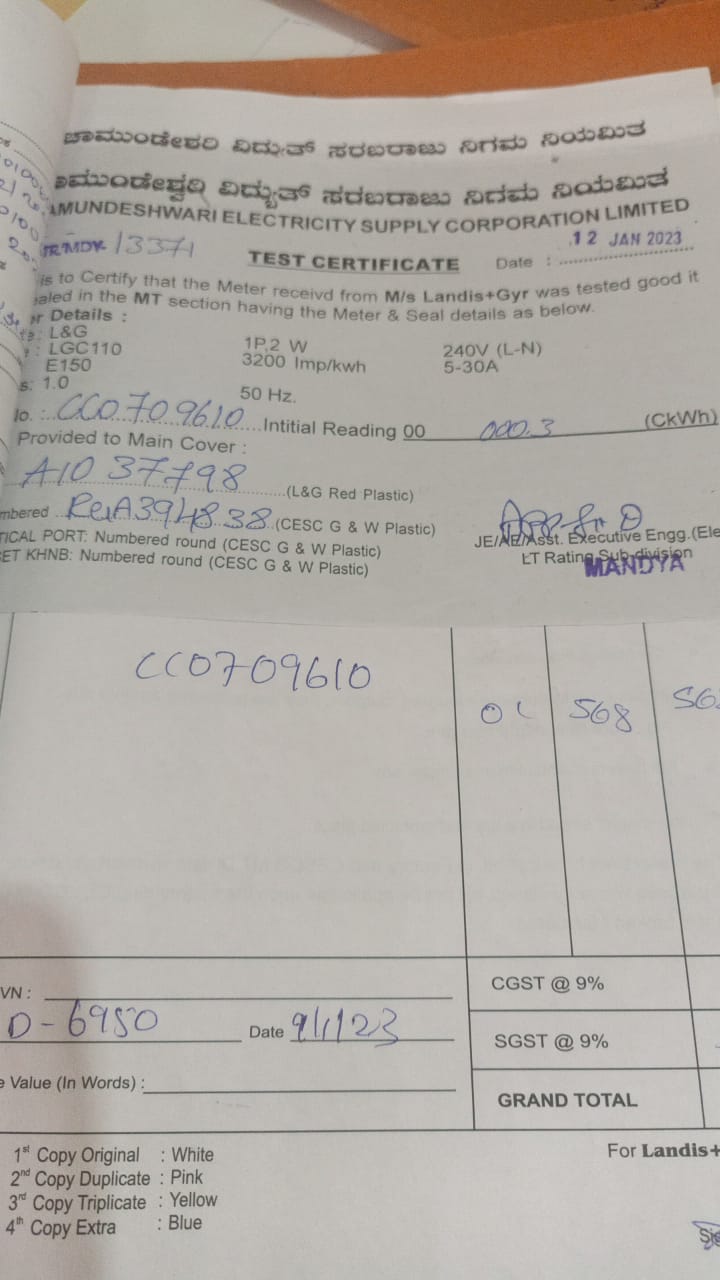 ಚಾಮುಂಡೇಶ್ವರಿ ವಿದ್ಯುತ್ ಸರಬರಾಜು ನಿಗಮ ನಿಯಮಿತ
ಾಮುಂಡೇಶ್ವರಿ ವಿದ್ಯುತ್ ಸರಬರಾಜು ನಿಗಮ ನಿಯಮಿತ
AMUNDESHWARI ELECTRICITY SUPPLY CORPORATION LIMITED
TRMDY 13371 TEST CERTIFICATE Date : 12 JAN 2023
is to Certify that the Meter receivd from M/s Landis+Gyr was tested good it
ealed in the MT section having the Meter & Seal details as below.
er Details :
: L&G 1P,2 W 240V (L-N)
: LGC110 3200 Imp/kwh 5-30A
E150
s: 1.0 50 Hz.
lo. : CC0709610 Intitial Reading 00 000.3 (CkWh)
Provided to Main Cover :
A1037798 (L&G Red Plastic)
mbered 394838 (CESC G & W Plastic)
TICAL PORT: Numbered round (CESC G & W Plastic) JE/AE/Asst. Executive Engg.(Ele
ET KHNB: Numbered round (CESC G & W Plastic) LT Rating Sub-division
MANDYA
CC0709610 01 568 56
VN :
D-6950 Date 9/1/23
CGST @ 9%
SGST @ 9%
e Value (In Words) :
GRAND TOTAL
1st Copy Original : White
2nd Copy Duplicate : Pink
3rd Copy Triplicate : Yellow
4th Copy Extra : Blue
For Landis+